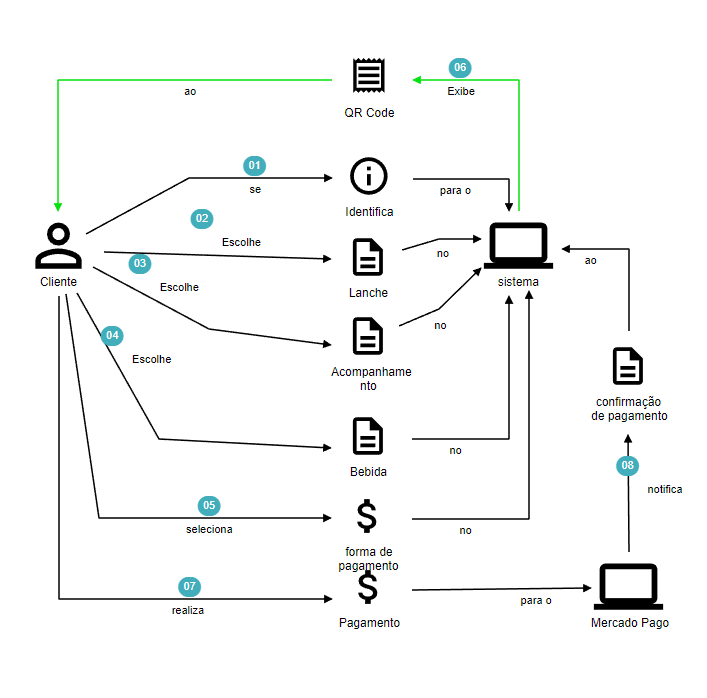 06
Exibe
ao
QR Code
01
se
Identifica
para o
02
Escolhe
Lanche
no
sistema
03
Escolhe
Cliente
ao
Acompanhame
nto
no
04
Escolhe
Bebida
no
confirmação
de pagamento
08
notifica
05
seleciona
forma de
pagamento
no
07
realiza
Pagamento
para o
Mercado Pago